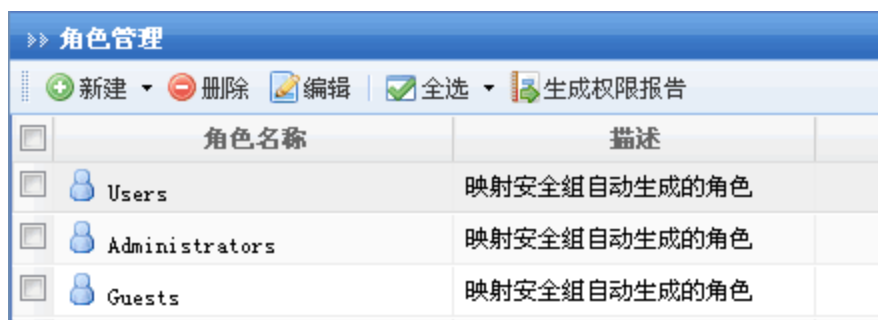 角色管理
新建 删除 编辑 全选 生成权限报告
角色名称 描述
Users 映射安全组自动生成的角色
Administrators 映射安全组自动生成的角色
Guests 映射安全组自动生成的角色